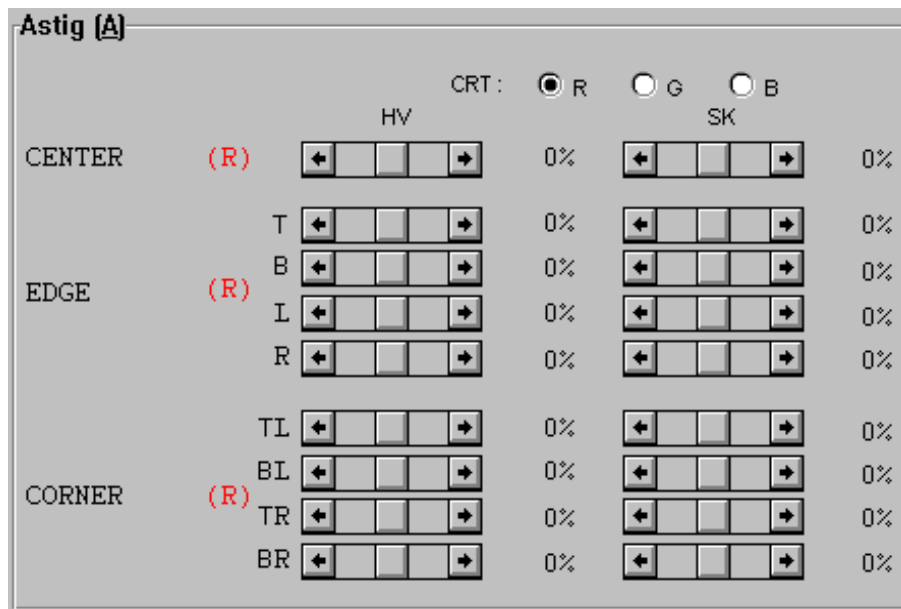 Astig (A)
CRT : R G B
HV SK
CENTER (R) 0% 0%
T 0% 0%
B 0% 0%
EDGE (R)
L 0% 0%
R 0% 0%
TL 0% 0%
BL 0% 0%
CORNER (R)
TR 0% 0%
BR 0% 0%